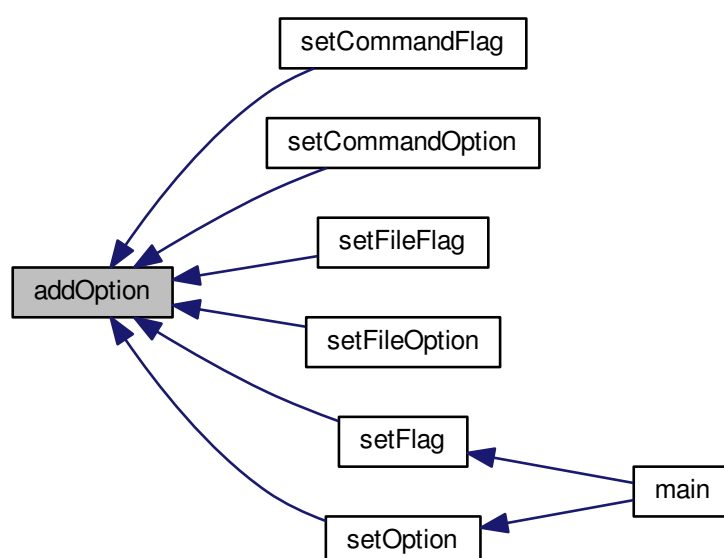 setCommandFlag
setCommandOption
setFileFlag
addOption
setFileOption
setFlag
main
setOption